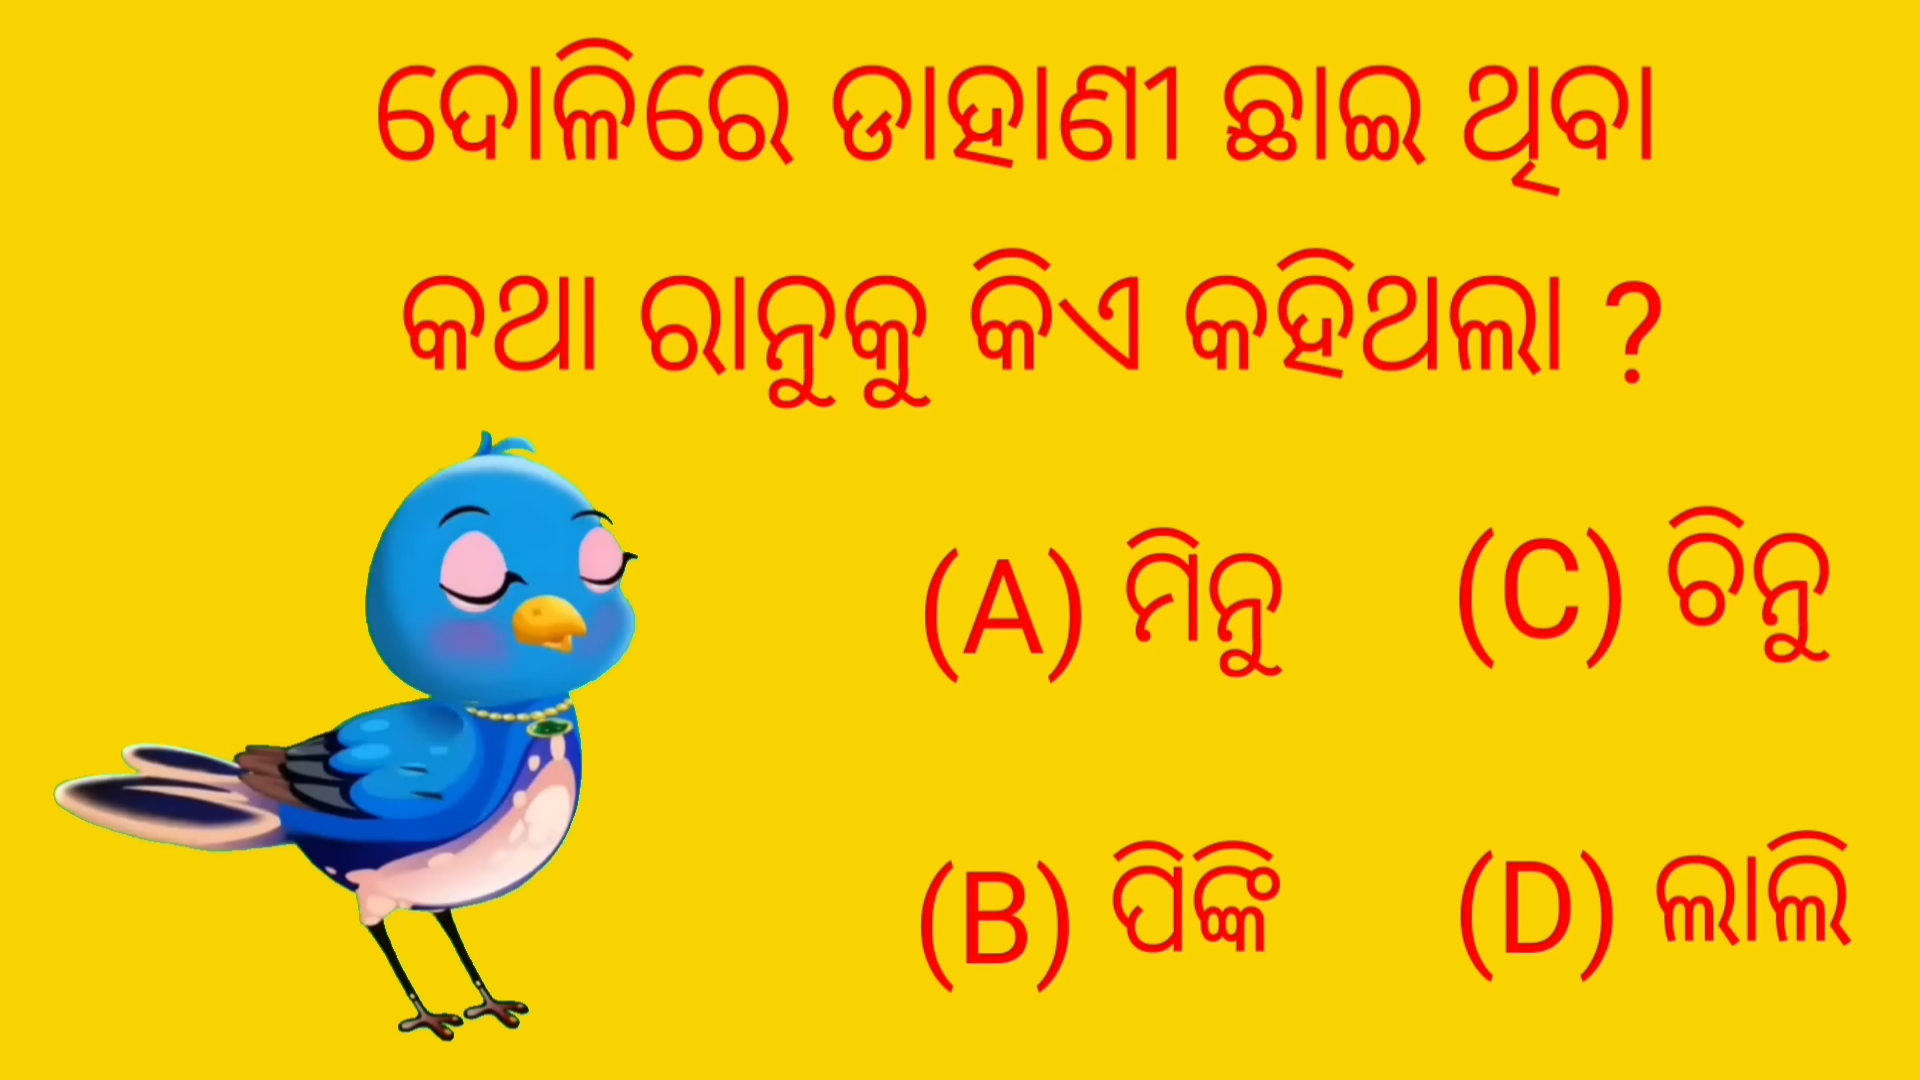 ଦୋଳିରେ ଡାହାଣୀ ଛାଇ ଥିବା
କଥା ରାନୁକୁ କିଏ କହିଥଲା ?
(A) ମିନୁ
(C) ଚିନୁ
(B) ପିଙ୍କି
(D) ଲାଲି